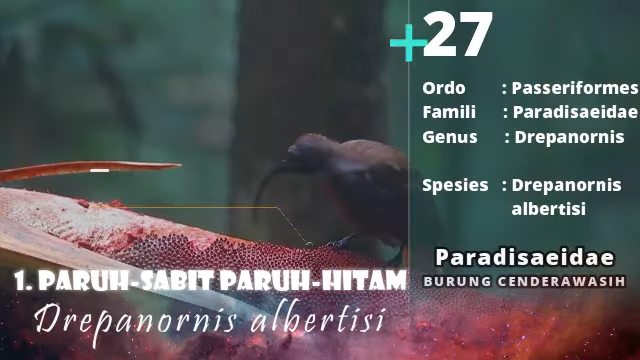 +27
Ordo : Passeriformes
Famili : Paradisaeidae
Genus : Drepanornis
Spesies : Drepanornis
albertisi
Paradisaeidae
BURUNG CENDERAWASIH
1. PARUH-SABIT PARUH-HITAM
Drepanornis albertisi